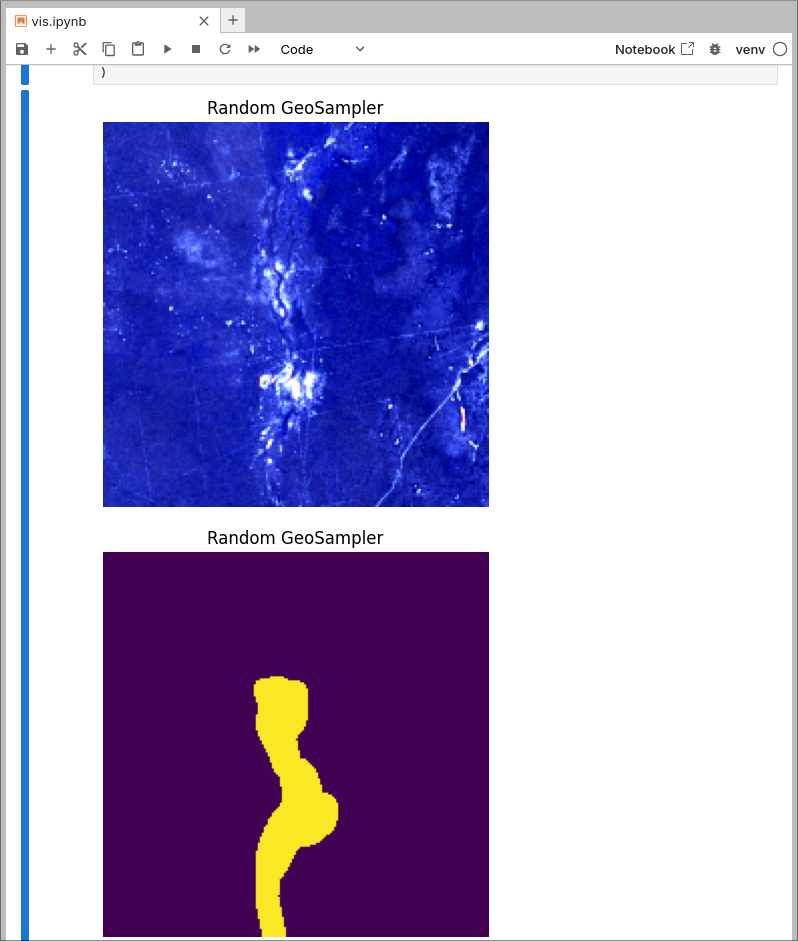 vis.ipynb
Code
Notebook
venv
)
Random GeoSampler
Random GeoSampler